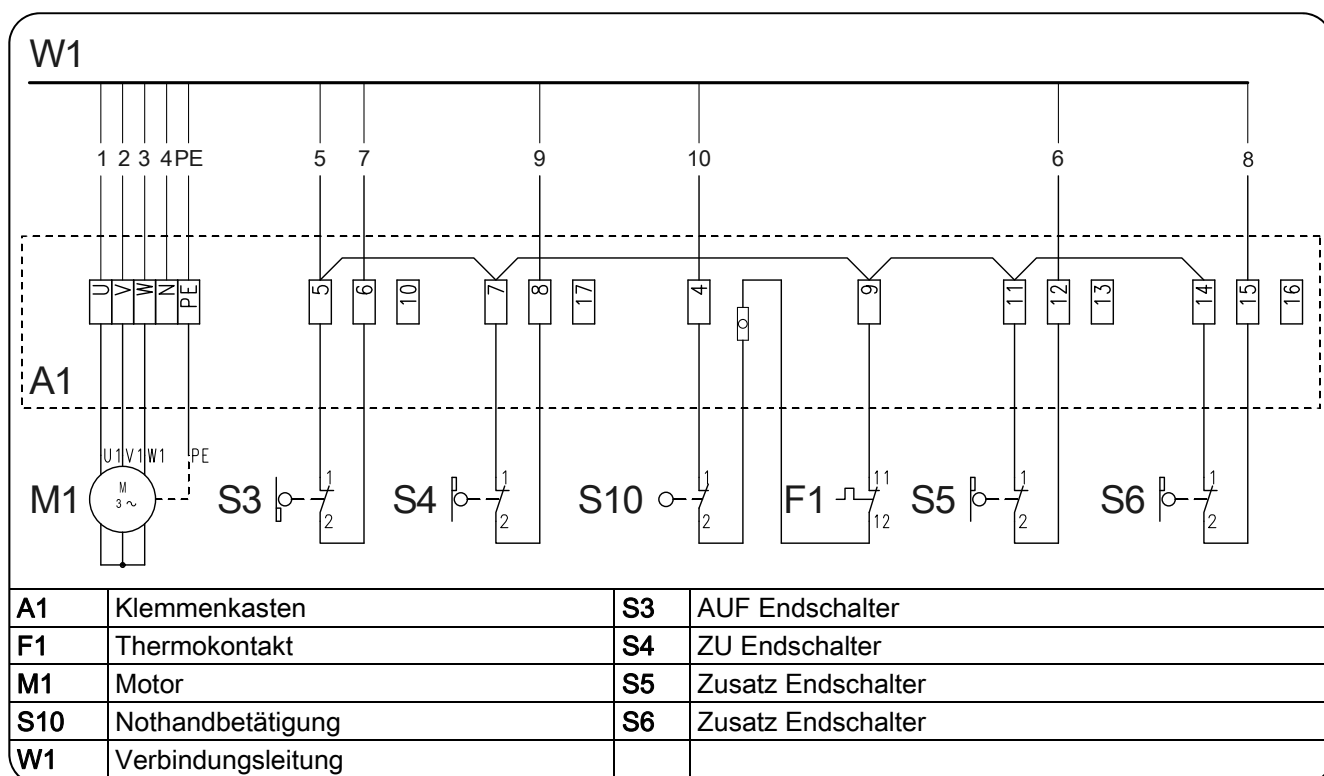 W1
1 2 3 4 PE 5 7 9 10 6 8
U V W N PE 5 6 10 7 8 17 4 9 11 12 13 14 15 16
A1
U1 V1 W1 PE
M1 M 3 ~ S3 1 2 S4 1 2 S10 1 2 F1 11 12 S5 1 2 S6 1 2
A1 Klemmenkasten S3 AUF Endschalter
F1 Thermokontakt S4 ZU Endschalter
M1 Motor S5 Zusatz Endschalter
S10 Nothandbetätigung S6 Zusatz Endschalter
W1 Verbindungsleitung